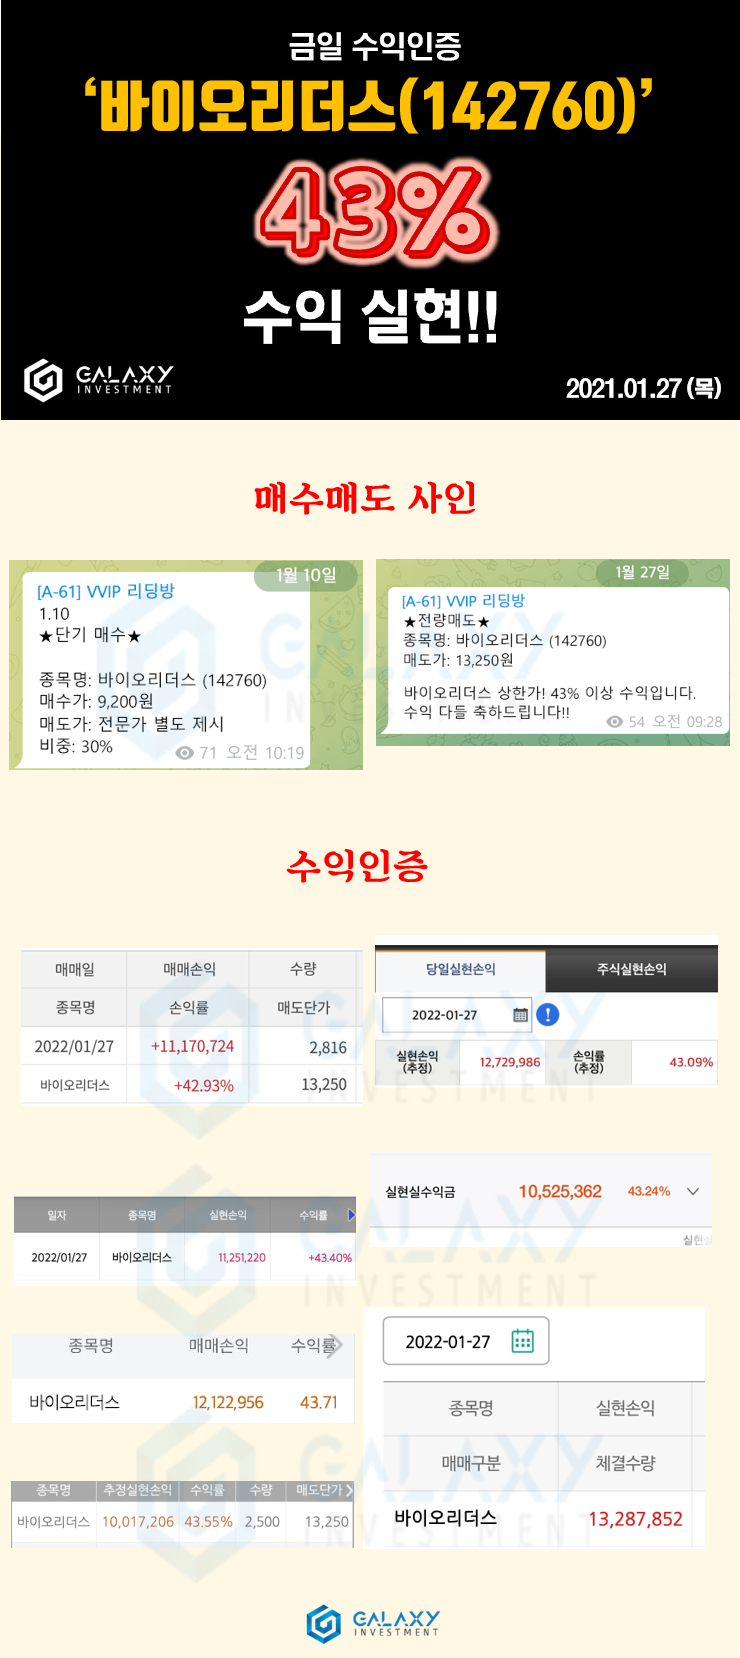 금일 수익인증
‘바이오리더스(142760)’
43%
수익 실현!!
GALAXY
INVESTMENT
2021.01.27 (목)
매수매도 사인
1월 10일
[A-61] VVIP 리딩방
1.10
★단기 매수★
종목명: 바이오리더스 (142760)
매수가: 9,200원
매도가: 전문가 별도 제시
비중: 30%
71 오전 10:19
1월 27일
[A-61] VVIP 리딩방
★전량매도★
종목명: 바이오리더스 (142760)
매도가: 13,250원
바이오리더스 상한가! 43% 이상 수익입니다.
수익 다들 축하드립니다!!
54 오전 09:28
수익인증
매매일 매매손익 수량
종목명 손익률 매도단가
2022/01/27 +11,170,724 2,816
바이오리더스 +42.93% 13,250
당일실현손익 주식실현손익
2022-01-27
실현손익 (추정) 12,729,986 손익률 (추정) 43.09%
일자 종목명 실현손익 수익률
2022/01/27 바이오리더스 11,251,220 +43.40%
실현실수익금 10,525,362 43.24%
실현실
종목명 매매손익 수익률
바이오리더스 12,122,956 43.71
2022-01-27
종목명 실현손익
매매구분 체결수량
바이오리더스 13,287,852
종목명 추정실현손익 수익률 수량 매도단가
바이오리더스 10,017,206 43.55% 2,500 13,250
GALAXY
INVESTMENT